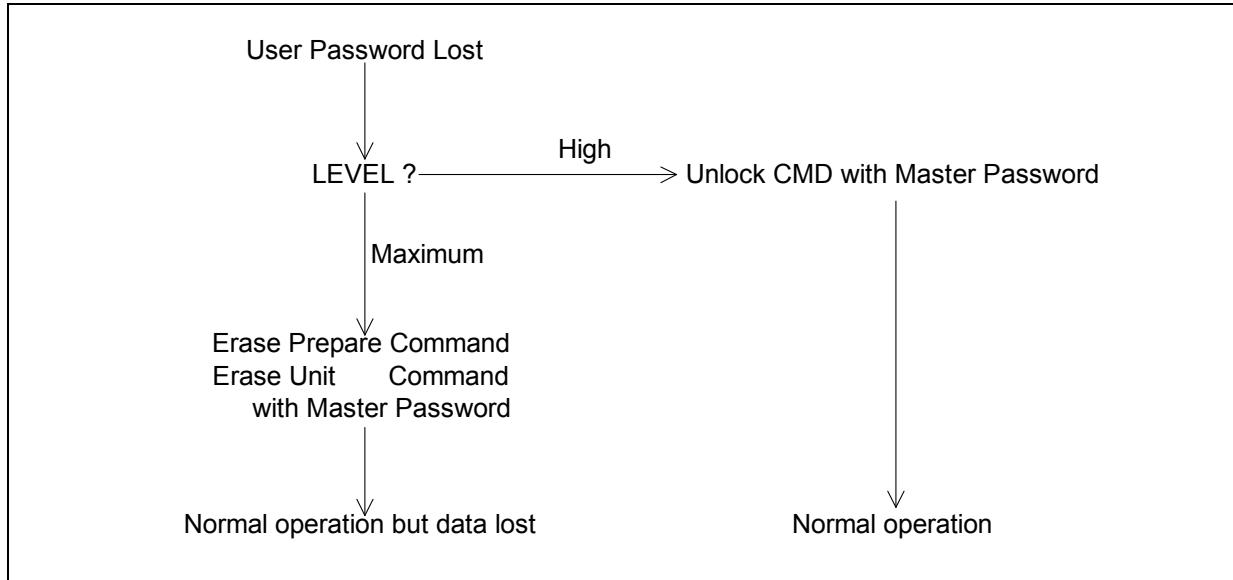 User Password Lost
LEVEL ?
High
Unlock CMD with Master Password
Maximum
Erase Prepare Command
Erase Unit Command
with Master Password
Normal operation but data lost
Normal operation